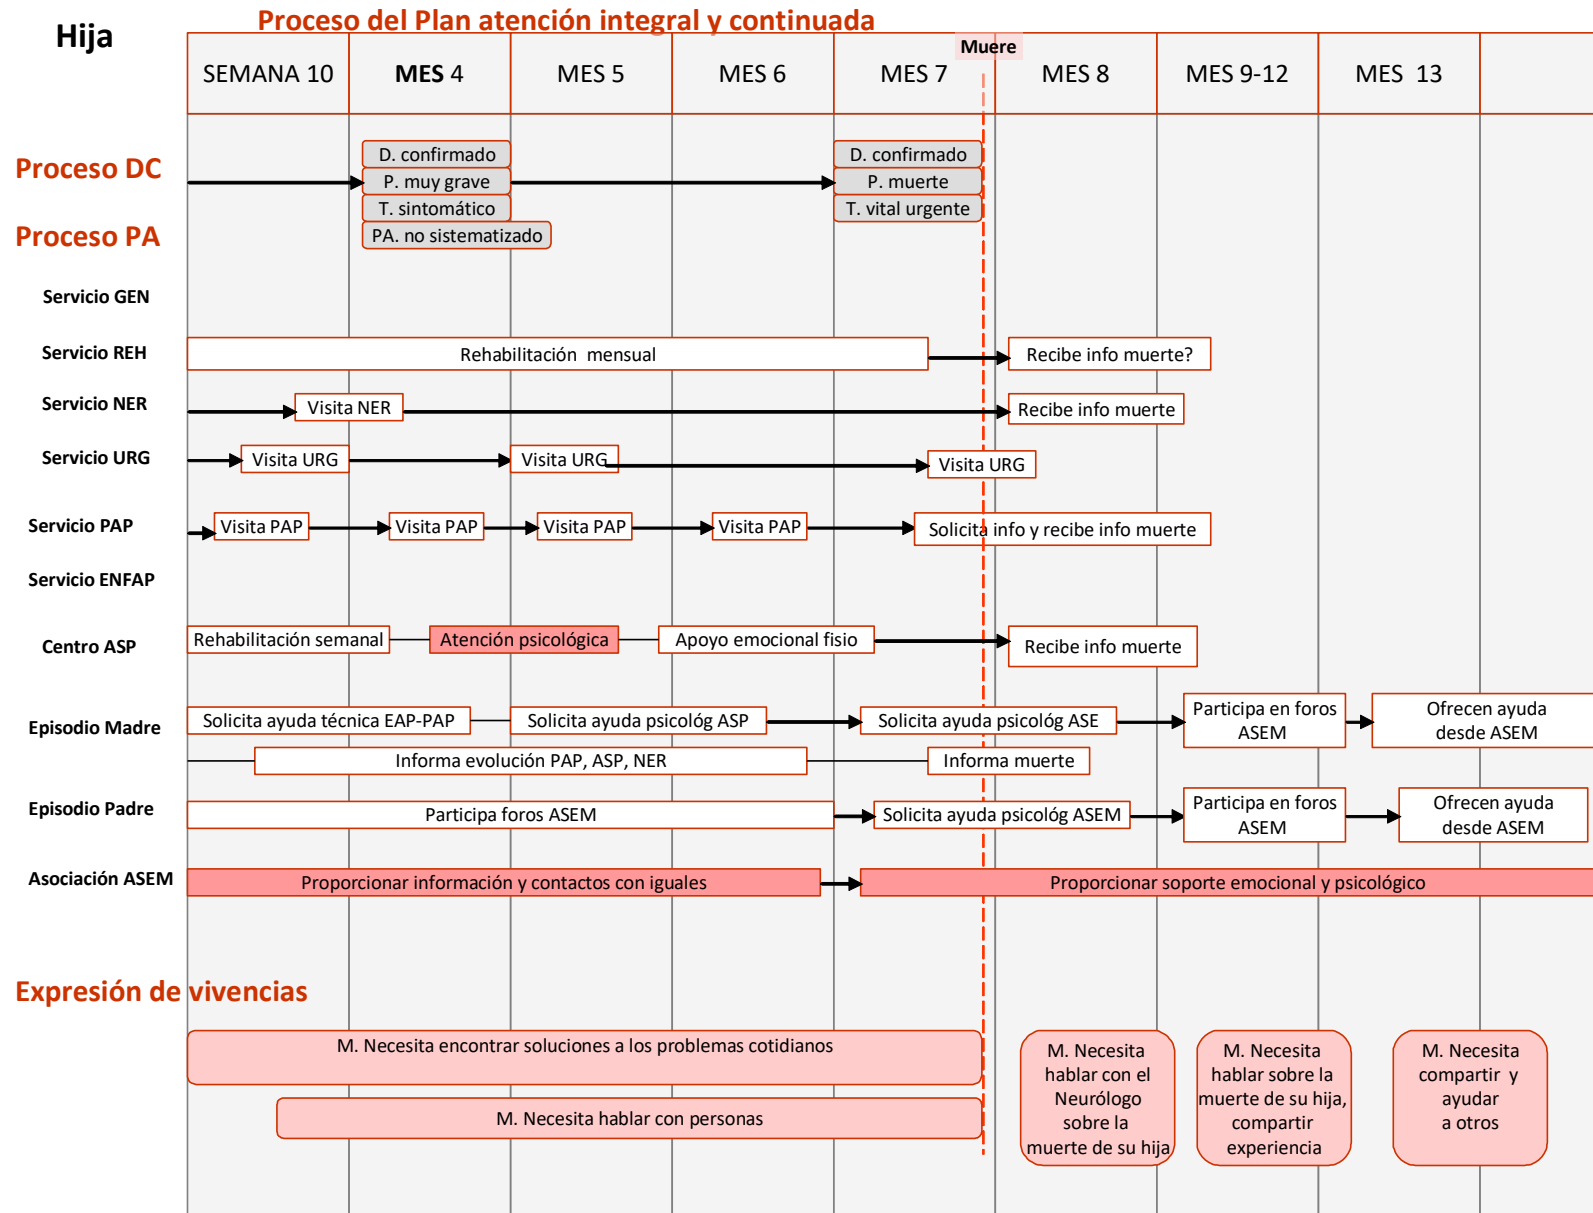 Proceso del Plan atención integral y continuada
Hija
Muere
SEMANA 10
MES 4
MES 5
MES 6
MES 7
MES 8
MES 9-12
MES 13
Proceso DC
D. confirmado
P. muy grave
T. sintomático
D. confirmado
P. muerte
T. vital urgente
Proceso PA
PA. no sistematizado
Servicio GEN
Servicio REH
Rehabilitación mensual
Recibe info muerte?
Servicio NER
Visita NER
Recibe info muerte
Servicio URG
Visita URG
Visita URG
Visita URG
Servicio PAP
Visita PAP
Visita PAP
Visita PAP
Visita PAP
Solicita info y recibe info muerte
Servicio ENFAP
Centro ASP
Rehabilitación semanal
Atención psicológica
Apoyo emocional fisio
Recibe info muerte
Episodio Madre
Solicita ayuda técnica EAP-PAP
Solicita ayuda psicológ ASP
Solicita ayuda psicológ ASE
Participa en foros
ASEM
Ofrecen ayuda
desde ASEM
Informa evolución PAP, ASP, NER
Informa muerte
Episodio Padre
Participa foros ASEM
Solicita ayuda psicológ ASEM
Participa en foros
ASEM
Ofrecen ayuda
desde ASEM
Asociación ASEM
Proporcionar información y contactos con iguales
Proporcionar soporte emocional y psicológico
Expresión de vivencias
M. Necesita encontrar soluciones a los problemas cotidianos
M. Necesita hablar con personas
M. Necesita
hablar con el
Neurólogo
sobre la
muerte de su hija
M. Necesita
hablar sobre la
muerte de su hija,
compartir
experiencia
M. Necesita
compartir y
ayudar
a otros